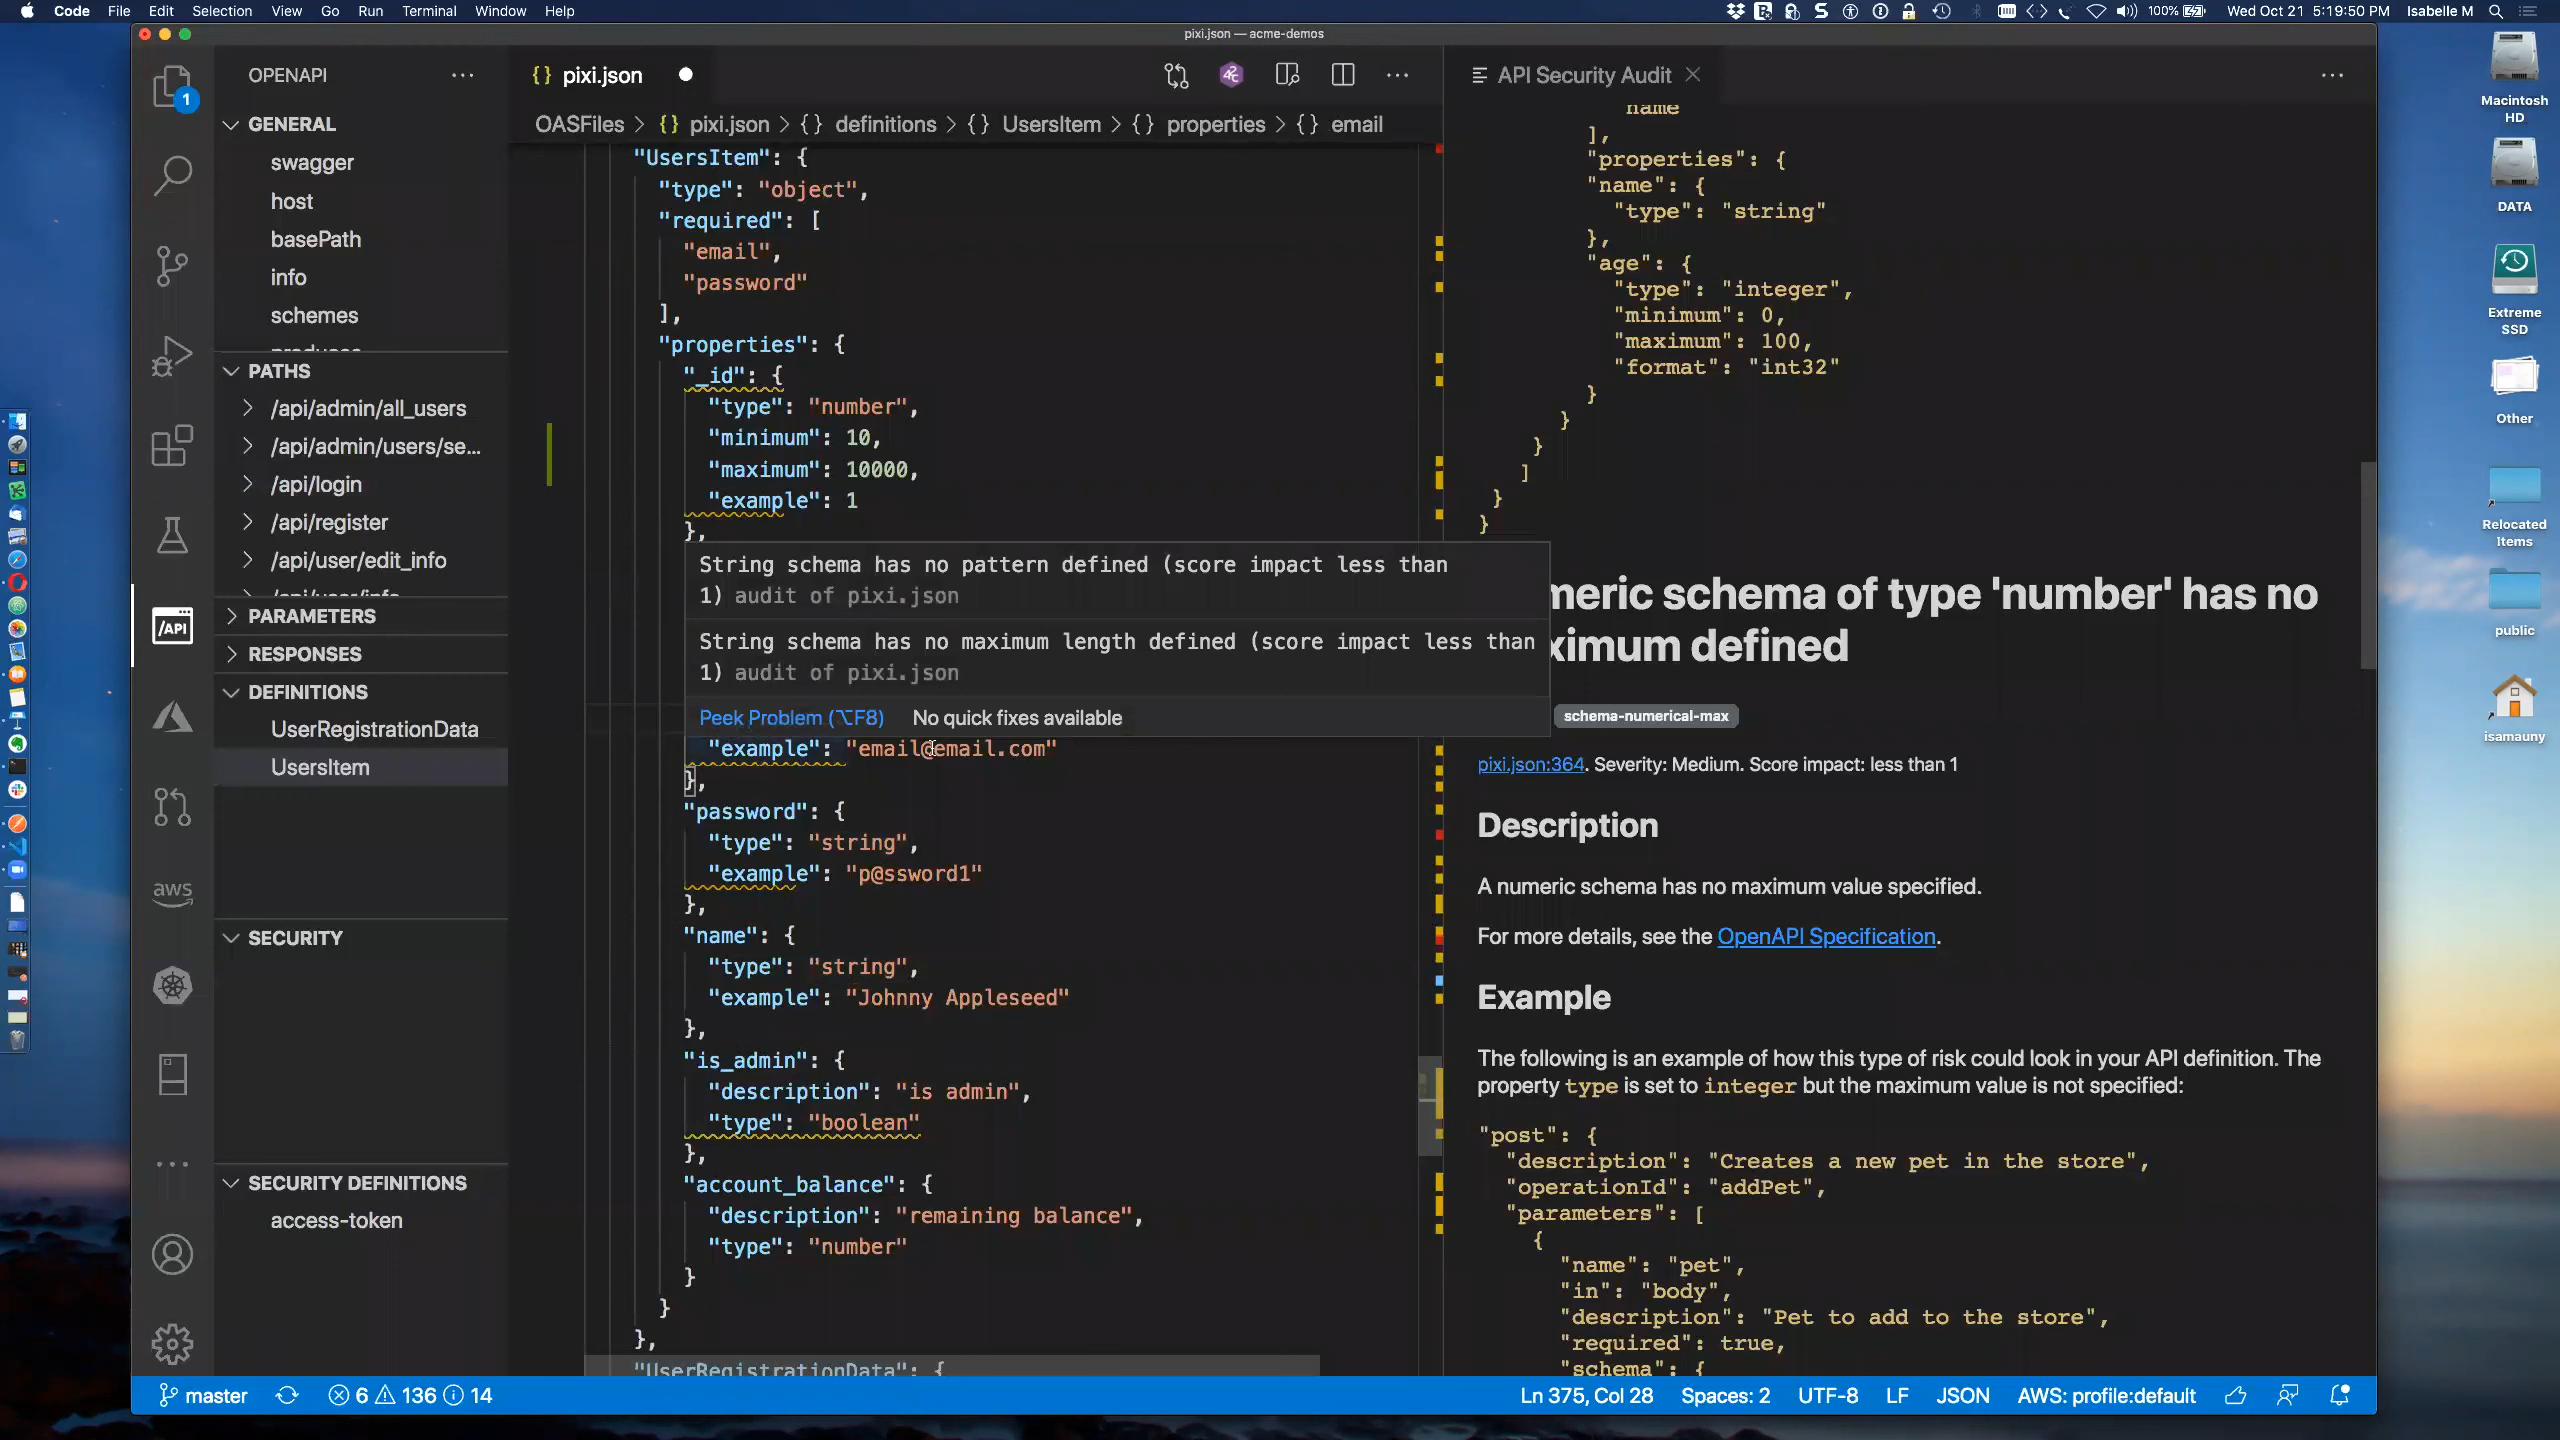 Code File Edit Selection View Go Run Terminal Window Help
100% Wed Oct 21 5:19:50 PM Isabelle M
pixi.json — acme-demos
OPENAPI
GENERAL
swagger
host
basePath
info
schemes
produces
PATHS
/api/admin/all_users
/api/admin/users/se...
/api/login
/api/register
/api/user/edit_info
/api/user/info
PARAMETERS
RESPONSES
DEFINITIONS
UserRegistrationData
UsersItem
SECURITY
SECURITY DEFINITIONS
access-token
1
/API
aws
{} pixi.json
OASFiles > {} pixi.json > {} definitions > {} UsersItem > {} properties > {} email
"UsersItem": {
"type": "object",
"required": [
"email",
"password"
],
"properties": {
"_id": {
"type": "number",
"minimum": 10,
"maximum": 10000,
"example": 1
},
String schema has no pattern defined (score impact less than
1) audit of pixi.json
String schema has no maximum length defined (score impact less than
1) audit of pixi.json
Peek Problem (⌥F8) No quick fixes available
"example": "email@email.com"
},
"password": {
"type": "string",
"example": "p@ssword1"
},
"name": {
"type": "string",
"example": "Johnny Appleseed"
},
"is_admin": {
"description": "is admin",
"type": "boolean"
},
"account_balance": {
"description": "remaining balance",
"type": "number"
}
}
},
"UserRegistrationData": {
API Security Audit
name
],
"properties": {
"name": {
"type": "string"
},
"age": {
"type": "integer",
"minimum": 0,
"maximum": 100,
"format": "int32"
}
}
}
]
}
}
meric schema of type 'number' has no
ximum defined
schema-numerical-max
pixi.json:364. Severity: Medium. Score impact: less than 1
Description
A numeric schema has no maximum value specified.
For more details, see the OpenAPI Specification.
Example
The following is an example of how this type of risk could look in your API definition. The
property type is set to integer but the maximum value is not specified:
"post": {
"description": "Creates a new pet in the store",
"operationId": "addPet",
"parameters": [
{
"name": "pet",
"in": "body",
"description": "Pet to add to the store",
"required": true,
"schema": {
master 6 136 14
Ln 375, Col 28 Spaces: 2 UTF-8 LF JSON AWS: profile:default
Macintosh
HD
DATA
Extreme
SSD
Other
Relocated
Items
public
isamauny